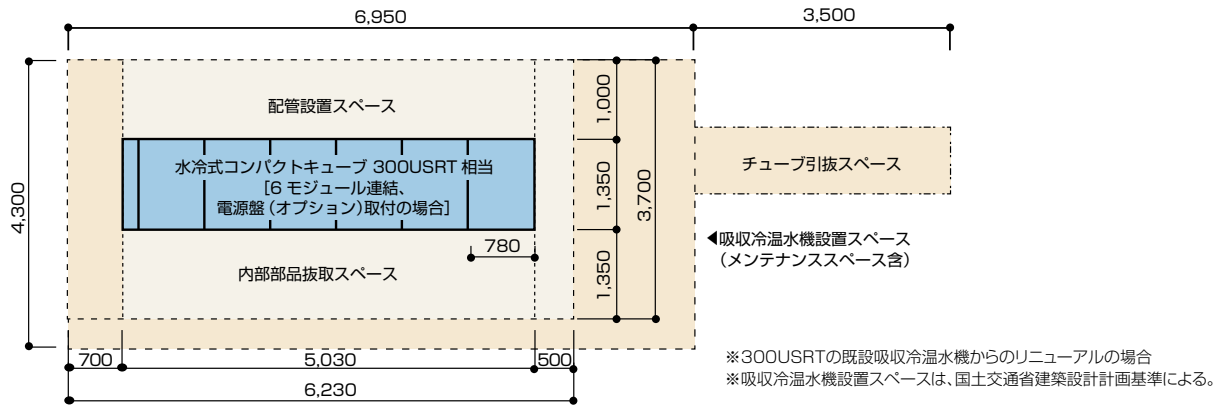 6,950
3,500
4,300
配管設置スペース
1,000
水冷式コンパクトキューブ 300USRT 相当
[6 モジュール連結、
電源盤（オプション）取付の場合]
1,350
3,700
チューブ引抜スペース
780
内部部品抜取スペース
1,350
◀吸収冷温水機設置スペース
（メンテナンススペース含）
700
5,030
500
6,230
※300USRTの既設吸収冷温水機からのリニューアルの場合
※吸収冷温水機設置スペースは、国土交通省建築設計計画基準による。